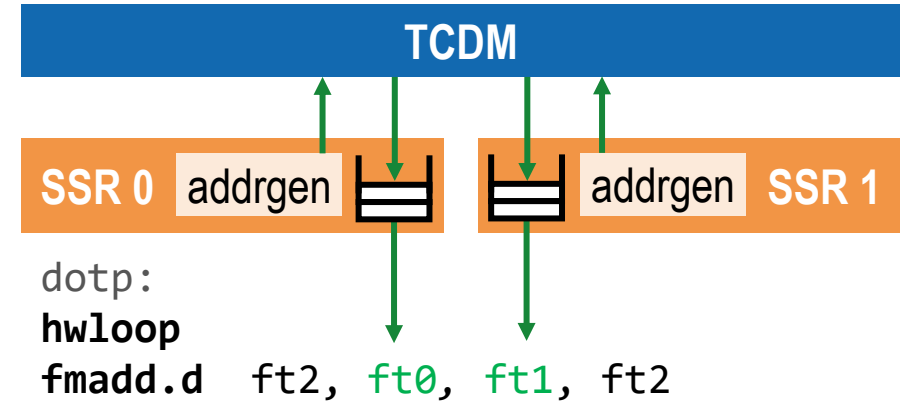 TCDM
SSR 0 addrgen addrgen SSR 1
dotp:
hwloop
fmadd.d ft2, ft0, ft1, ft2